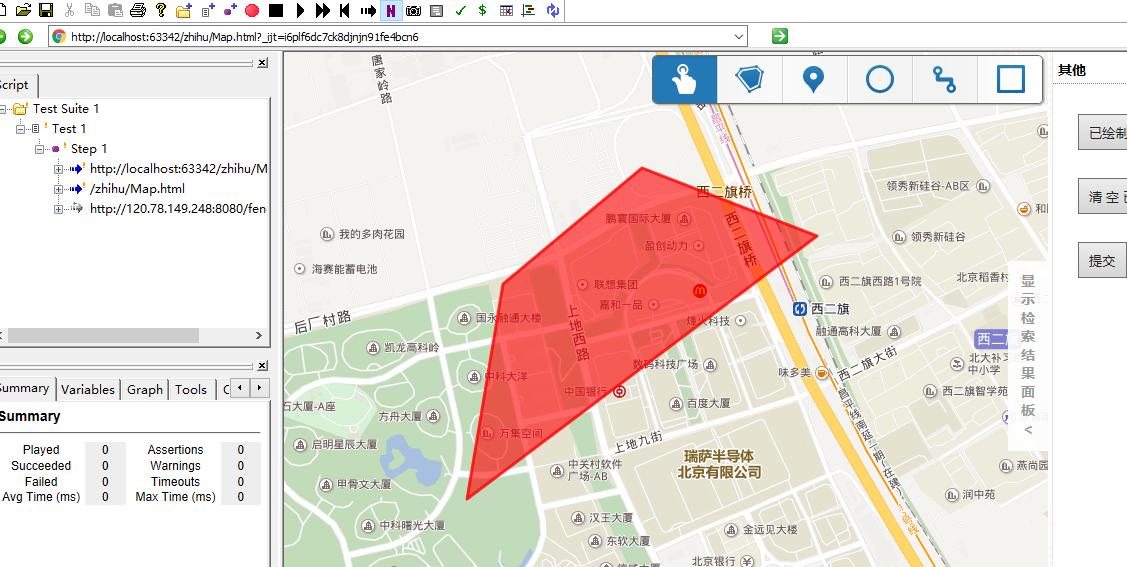 http://localhost:63342/zhihu/Map.html?_ijt=i6plf6dc7ck8djnjn91fe4bcn6
cript
Test Suite 1
Test 1
Step 1
http://localhost:63342/zhihu/M
/zhihu/Map.html
http://120.78.149.248:8080/fen
Summary
Variables
Graph
Tools
Summary
Played 0 Assertions 0
Succeeded 0 Warnings 0
Failed 0 Timeouts 0
Avg Time (ms) 0 Max Time (ms) 0
唐家岭路
昌平线
西二旗桥
领秀新硅谷-AB区
鹏寰国际大厦
西二旗桥
我的多肉花园
盈创动力
领秀新硅谷
海赛能蓄电池
联想集团
西二旗西路1号院
北京稻香村
嘉和一品
后厂村路
国永融通大楼
上地西路
烽火科技
西二旗
融通高科大厦
凯龙高科岭
数码科技广场
味多美
西二旗大街
北大补习
中小学
中科大洋
中国银行
石大厦-A座
方舟大厦
百度大厦
昌平线南延二期(在建)
西二旗智学苑
启明星辰大厦
万集空间
上地九街
瑞萨半导体
北京有限公司
中关村软件
广场-AB
甲骨文大厦
燕尚园
润中苑
汉王大厦
中科曙光大厦
金远见大楼
东软大厦
北京银行
显示检索结果面板
<
其他
已绘制
清 空 已
提交